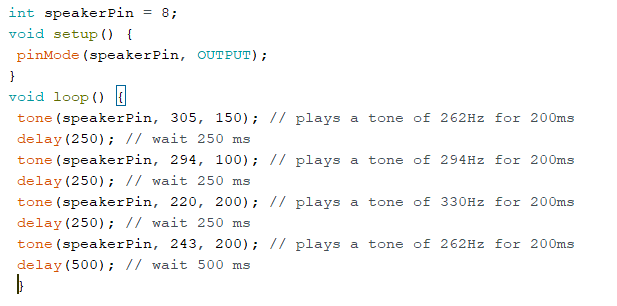 int speakerPin = 8;
void setup() {
pinMode(speakerPin, OUTPUT);
}
void loop() {
tone(speakerPin, 305, 150); // plays a tone of 262Hz for 200ms
delay(250); // wait 250 ms
tone(speakerPin, 294, 100); // plays a tone of 294Hz for 200ms
delay(250); // wait 250 ms
tone(speakerPin, 220, 200); // plays a tone of 330Hz for 200ms
delay(250); // wait 250 ms
tone(speakerPin, 243, 200); // plays a tone of 262Hz for 200ms
delay(500); // wait 500 ms
}